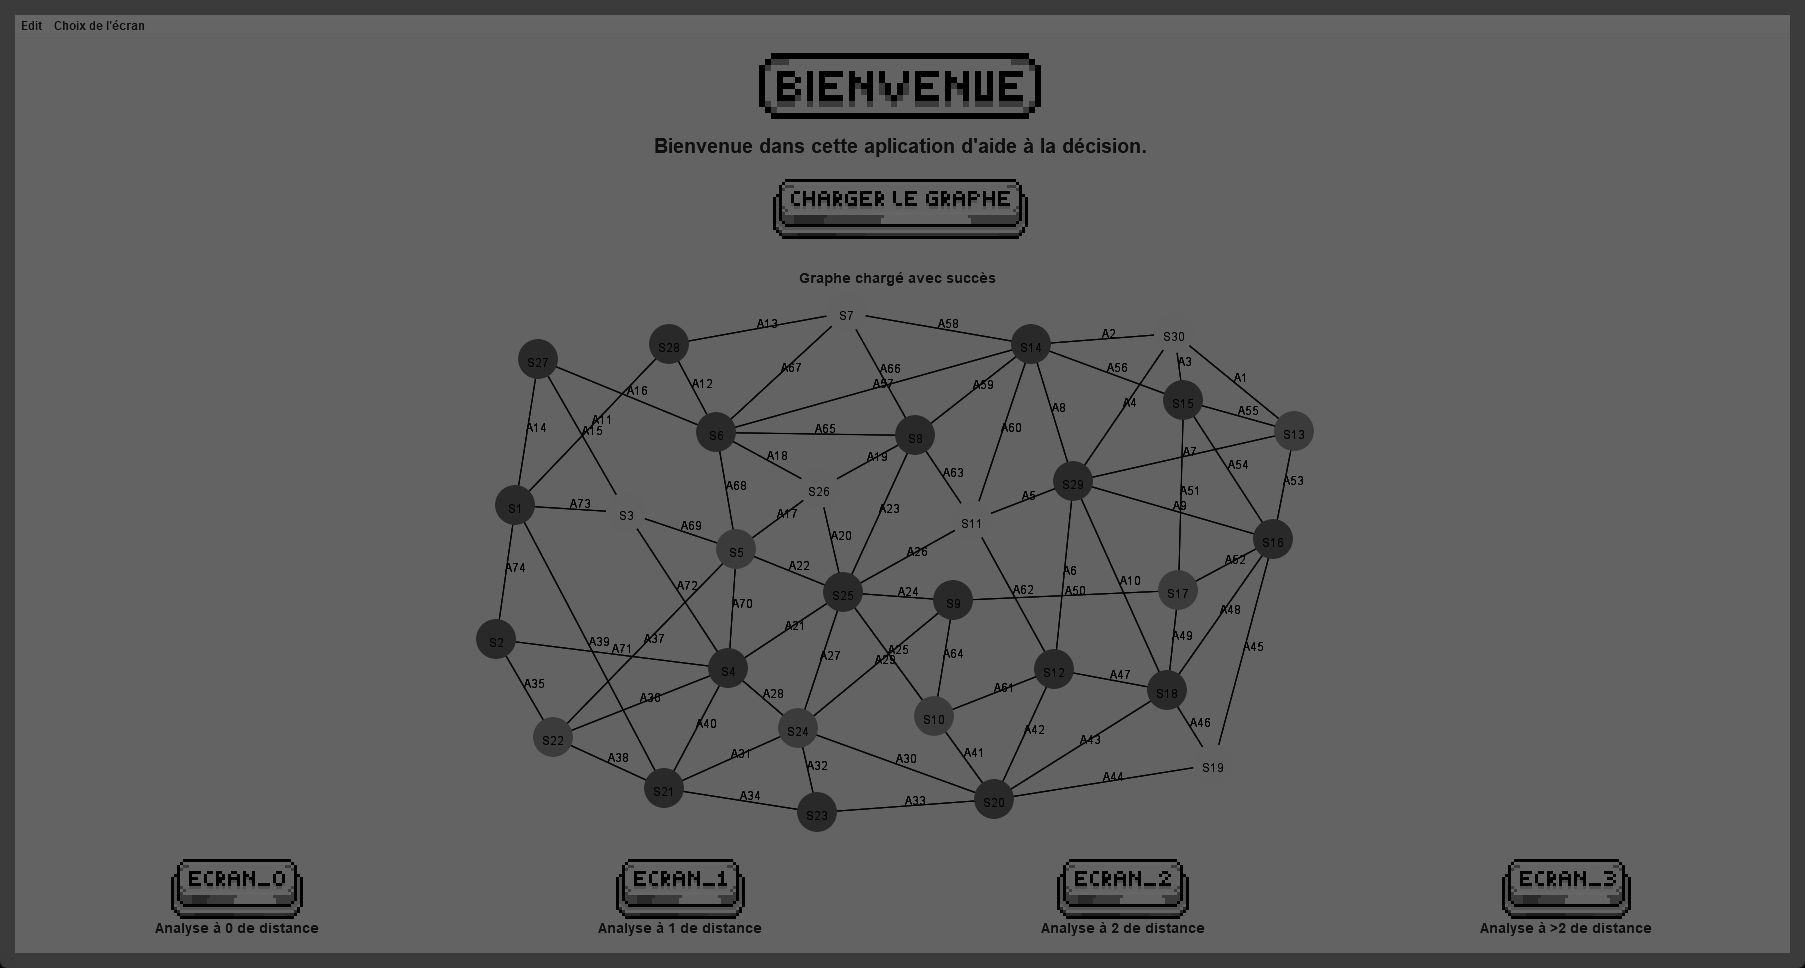 Edit Choix de l'écran
BIENVENUE
Bienvenue dans cette aplication d'aide à la décision.
CHARGER LE GRAPHE
Graphe chargé avec succès
S7
A13 A58
A2 S30
S28 S14
S27 A3
A67 A66 A56
A12 A57 A59 A1
A16 A4 S15
A8 A55
A11
A14 A15 A65 A60 S13
S6 S8
A18 A19 A7
A63 A54
A68 S29 A53
S26 A51
A5
S1 A73 A23 A9
S3 A17 S11
A69
A20 S16
S5 A26
A22 A52
A74 A6
A72 A62 A10
A24 A50 S17
S25 S9
A70 A48
A21
S2 A39 A37 A49
A71 A25 A45
A27 A29 A64
S4 S12 A47
A35 A28 A61 S18
A36
S10
A40 S24 A46
A42
S22 A43
A38 A31 A30 A41
A32 S19
A44
S21 A34 A33 S20
S23
ECRAN_0 ECRAN_1 ECRAN_2 ECRAN_3
Analyse à 0 de distance Analyse à 1 de distance Analyse à 2 de distance Analyse à >2 de distance